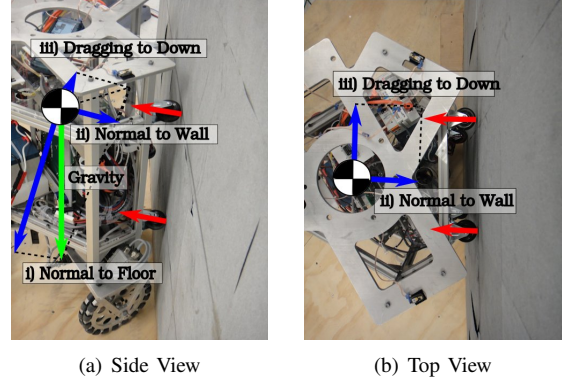 iii) Dragging to Down
ii) Normal to Wall
Gravity
i) Normal to Floor
(a) Side View
iii) Dragging to Down
ii) Normal to Wall
(b) Top View